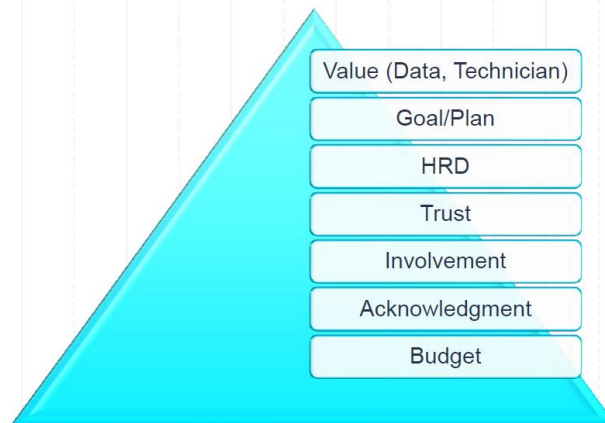 Value (Data, Technician)
Goal/Plan
HRD
Trust
Involvement
Acknowledgment
Budget